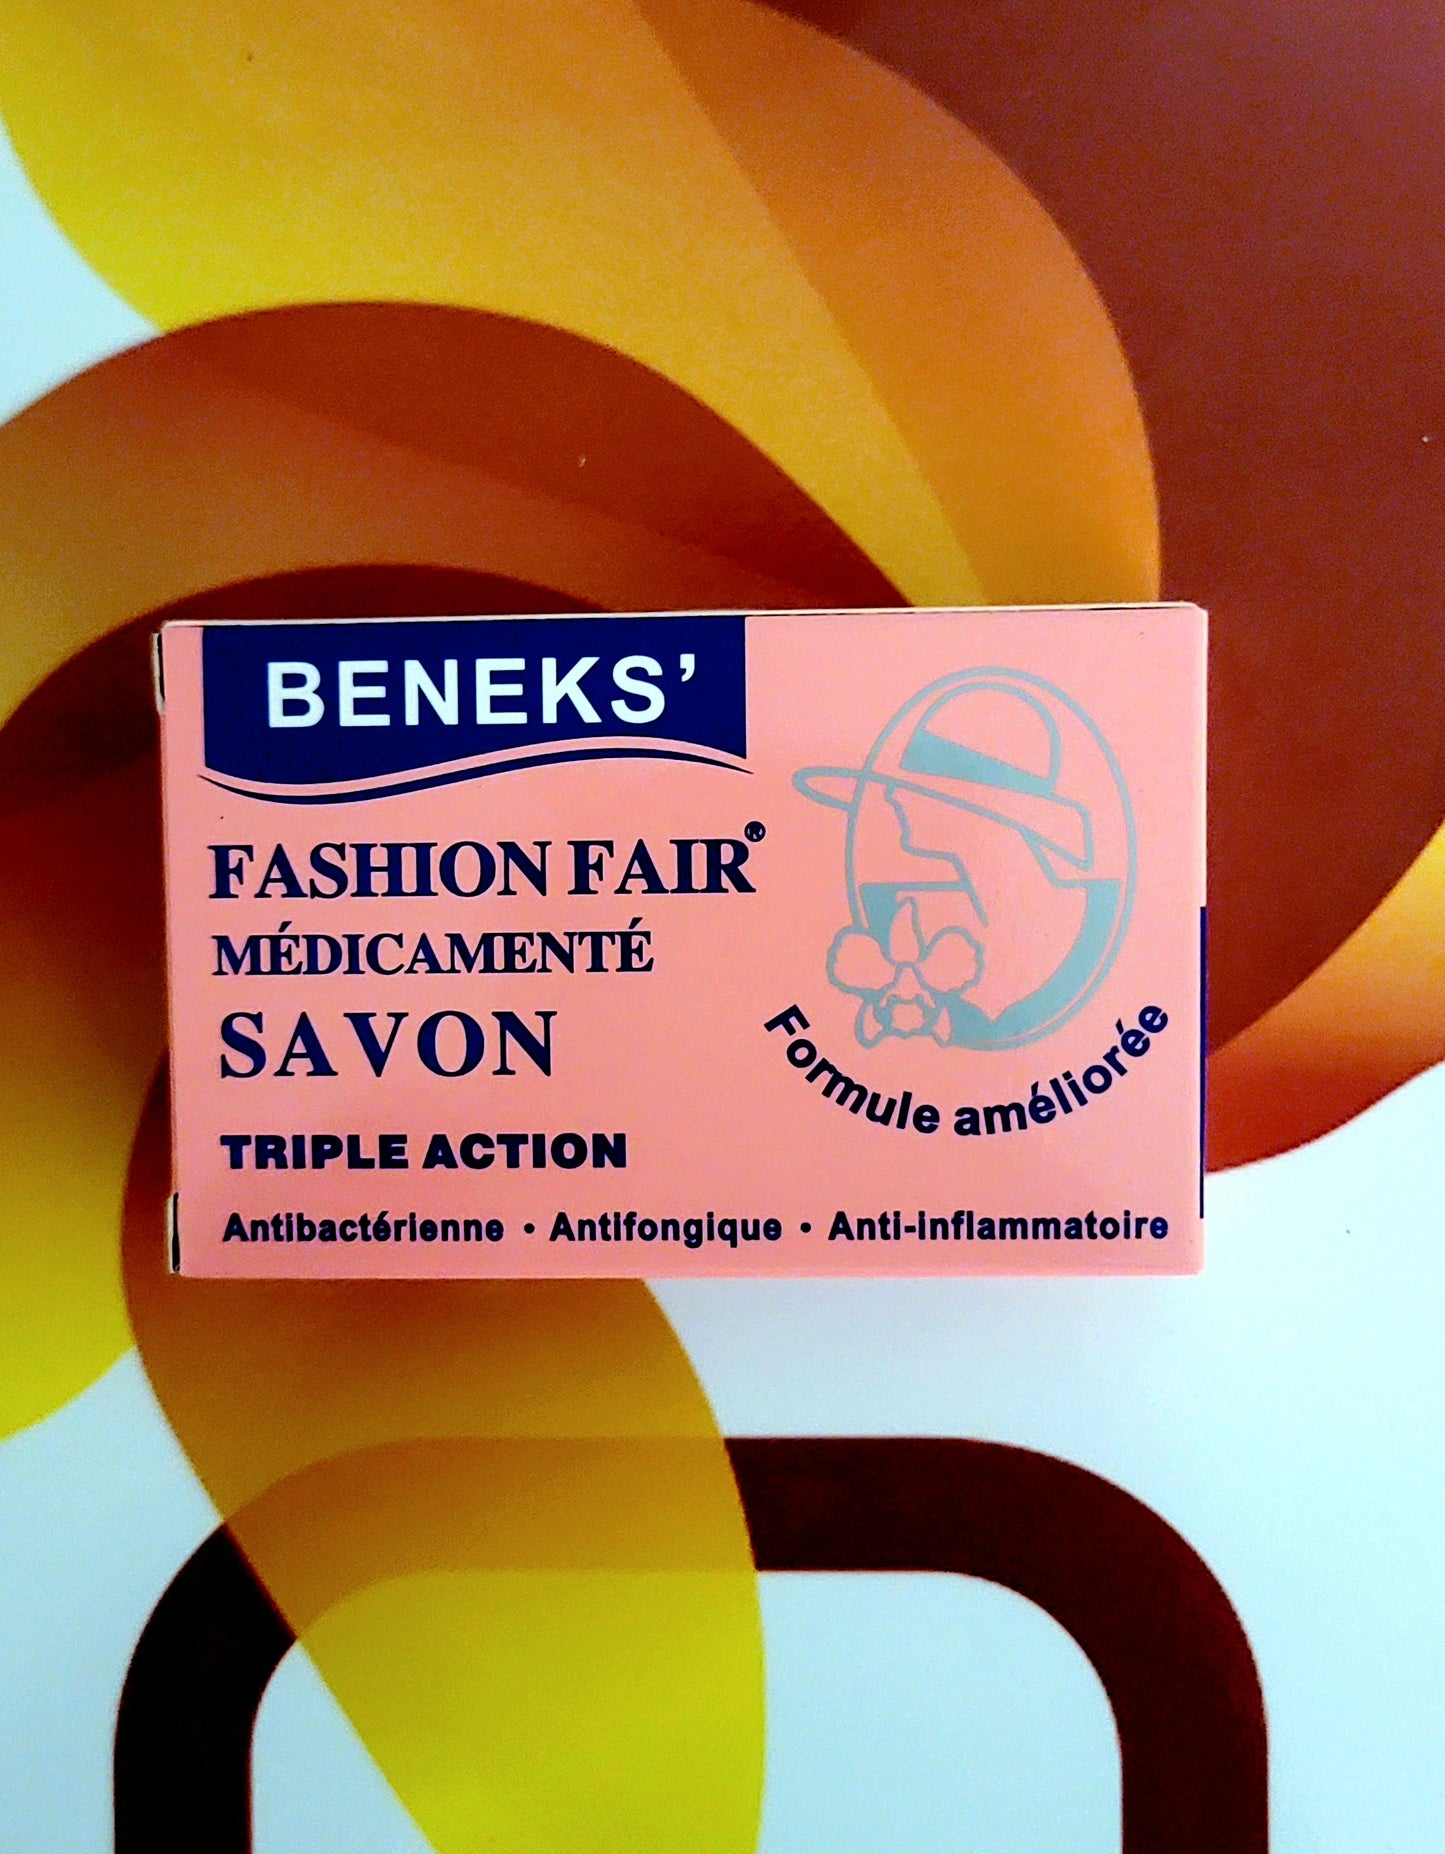 BENEKS’
FASHION FAIR®
MÉDICAMENTÉ
SAVON
TRIPLE ACTION
Antibactérienne • Antifongique • Anti-inflammatoire
Formule améliorée